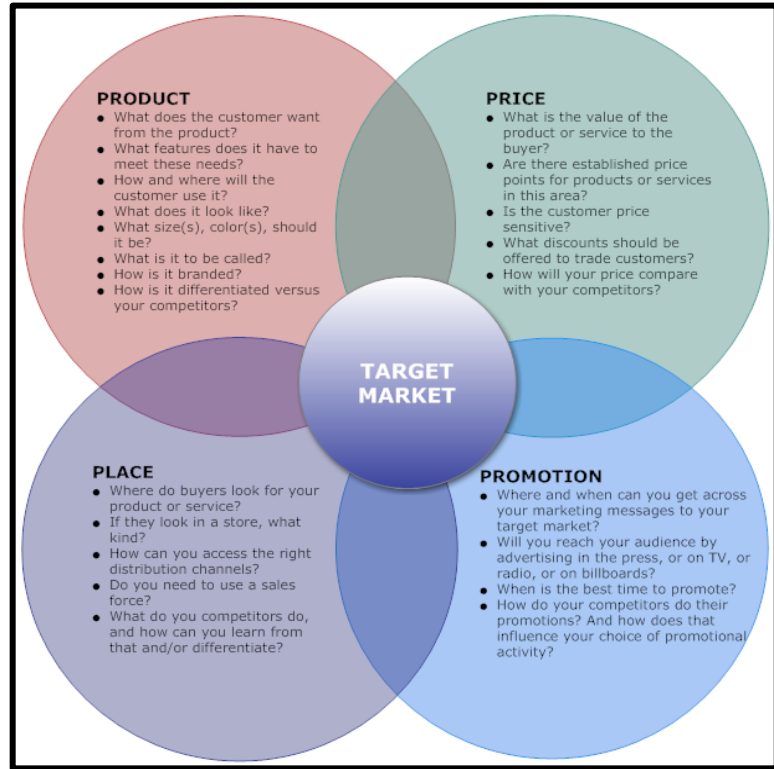 PRODUCT
● What does the customer want
from the product?
● What features does it have to
meet these needs?
● How and where will the
customer use it?
● What does it look like?
● What size(s), color(s), should
it be?
● What is it to be called?
● How is it branded?
● How is it differentiated versus
your competitors?
PRICE
● What is the value of the
product or service to the
buyer?
● Are there established price
points for products or services
in this area?
● Is the customer price
sensitive?
● What discounts should be
offered to trade customers?
● How will your price compare
with your competitors?
TARGET
MARKET
PLACE
● Where do buyers look for your
product or service?
● If they look in a store, what
kind?
● How can you access the right
distribution channels?
● Do you need to use a sales
force?
● What do you competitors do,
and how can you learn from
that and/or differentiate?
PROMOTION
● Where and when can you get across
your marketing messages to your
target market?
● Will you reach your audience by
advertising in the press, or on TV, or
radio, or on billboards?
● When is the best time to promote?
● How do your competitors do their
promotions? And how does that
influence your choice of promotional
activity?